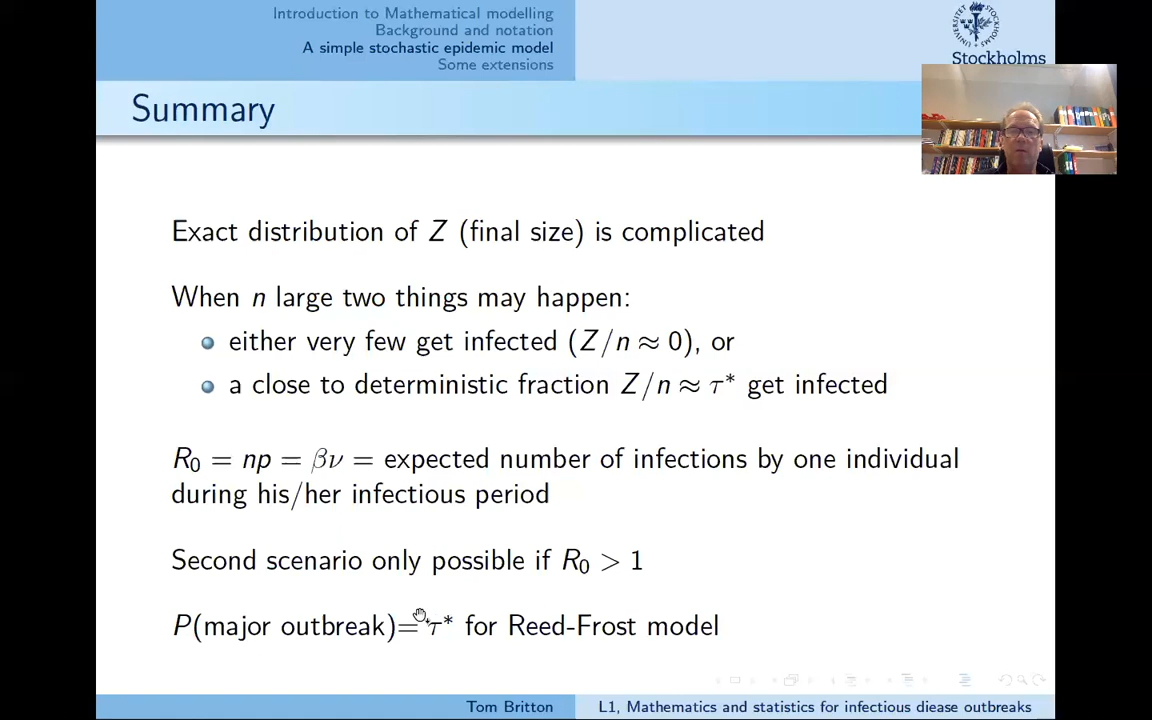 Introduction to Mathematical modelling
Background and notation
A simple stochastic epidemic model
Some extensions
Stockholms
Summary
Exact distribution of Z (final size) is complicated
When n large two things may happen:
either very few get infected (Z/n ≈ 0), or
a close to deterministic fraction Z/n ≈ τ* get infected
R₀ = np = βν = expected number of infections by one individual
during his/her infectious period
Second scenario only possible if R₀ > 1
P(major outbreak)= τ* for Reed-Frost model
Tom Britton
L1, Mathematics and statistics for infectious diease outbreaks